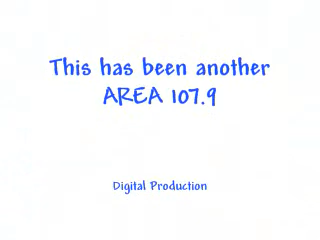 This has been another
AREA 107.9
Digital Production